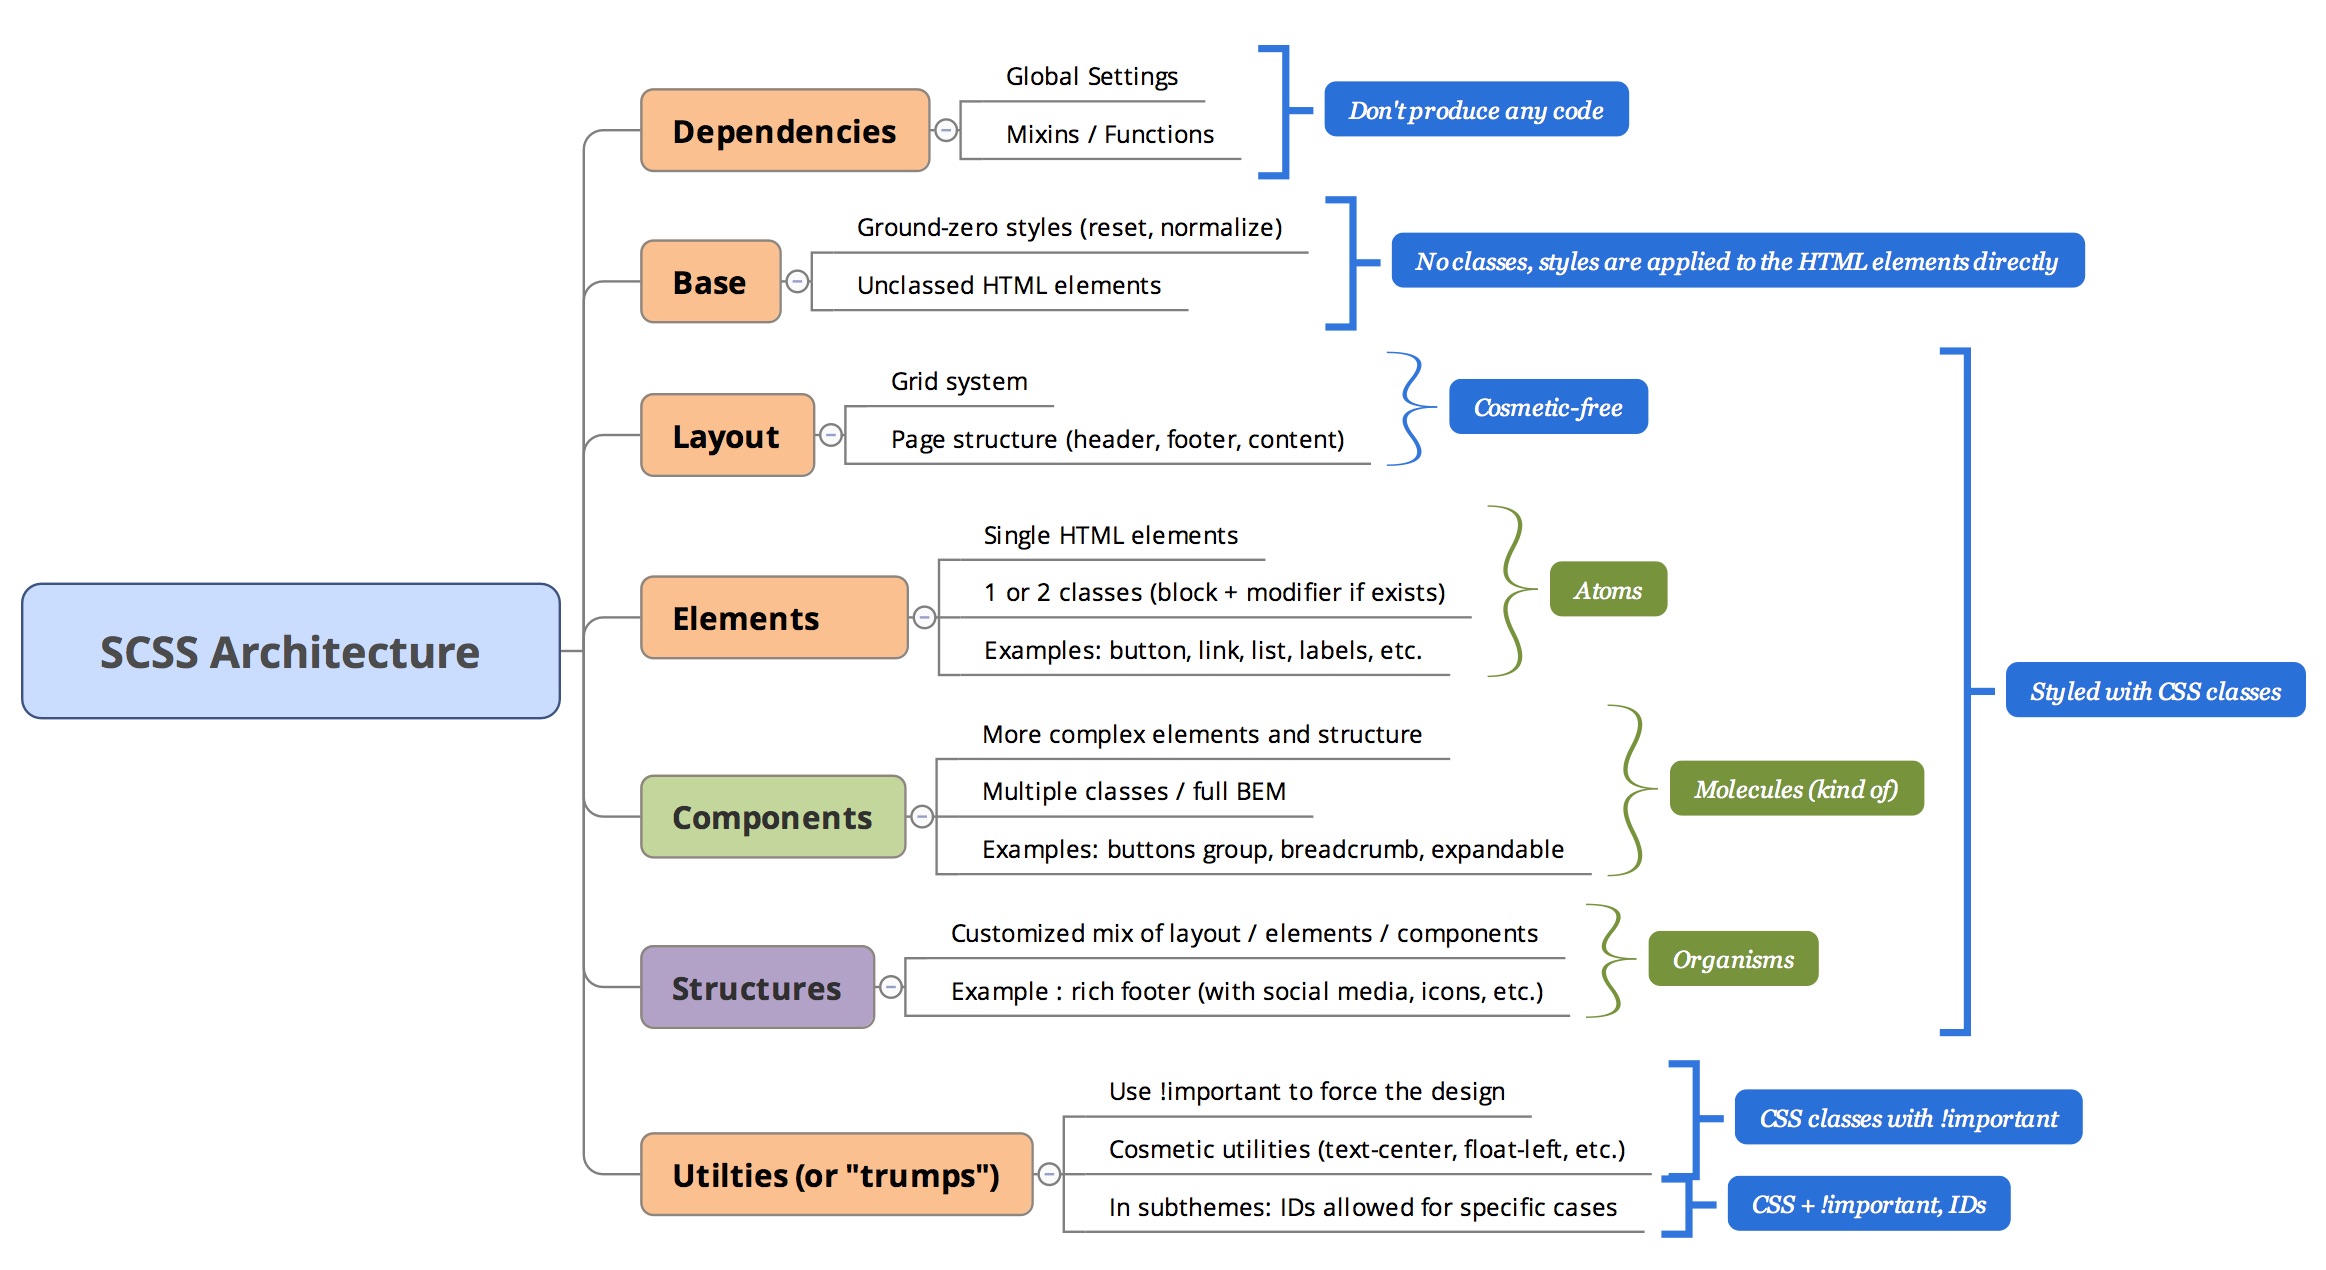 Global Settings
Mixins / Functions
Dependencies
Don't produce any code
Ground-zero styles (reset, normalize)
Unclassed HTML elements
Base
No classes, styles are applied to the HTML elements directly
Grid system
Page structure (header, footer, content)
Layout
Cosmetic-free
Single HTML elements
1 or 2 classes (block + modifier if exists)
Examples: button, link, list, labels, etc.
Elements
Atoms
SCSS Architecture
Styled with CSS classes
More complex elements and structure
Multiple classes / full BEM
Examples: buttons group, breadcrumb, expandable
Components
Molecules (kind of)
Customized mix of layout / elements / components
Example : rich footer (with social media, icons, etc.)
Structures
Organisms
Use !important to force the design
Cosmetic utilities (text-center, float-left, etc.)
In subthemes: IDs allowed for specific cases
Utilties (or "trumps")
CSS classes with !important
CSS + !important, IDs